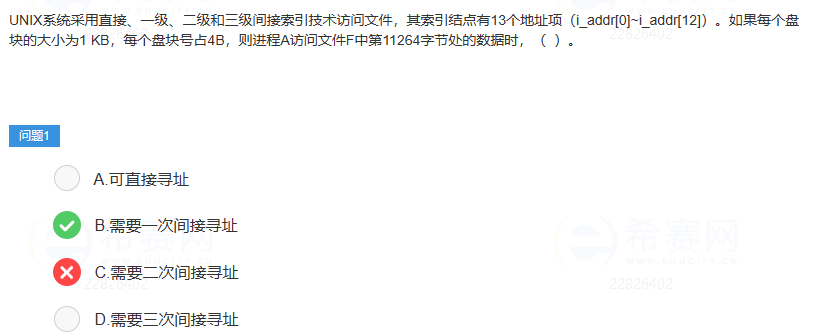 UNIX系统采用直接、一级、二级和三级间接索引技术访问文件，其索引结点有13个地址项（i_addr[0]~i_addr[12]）。如果每个盘
块的大小为1 KB，每个盘块号占4B，则进程A访问文件F中第11264字节处的数据时，（ ）。
22826402
问题1
A.可直接寻址
B.需要一次间接寻址
希赛网
希赛网
WWW.EDUCITY.CN
C.需要二次间接寻址
22826402
22826402
D.需要三次间接寻址